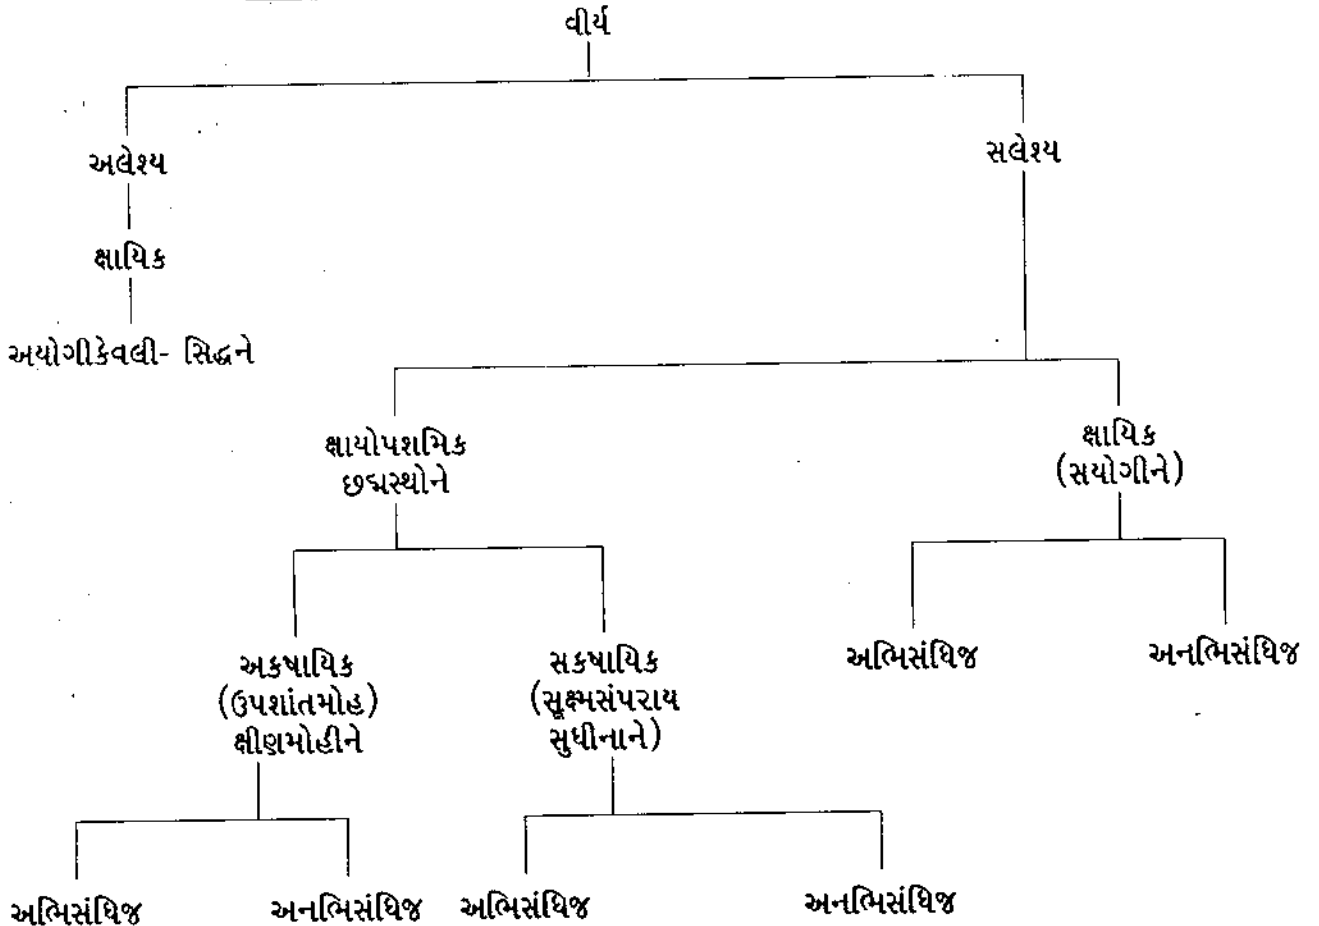 વીર્ય
અલેશ્ય
સલેશ્ય
ક્ષાયિક
અયોગીકેવલી- સિદ્ધને
ક્ષાયોપશમિક
છદ્મસ્થોને
ક્ષાયિક
(સયોગીને)
અકષાયિક
(ઉપશાંતમોહ)
ક્ષીણમોહીને
સકષાયિક
(સૂક્ષ્મસંપરાય
સુધીનાને)
અભિસંધિજ
અનભિસંધિજ
અભિસંધિજ
અનભિસંધિજ
અભિસંધિજ
અનભિસંધિજ